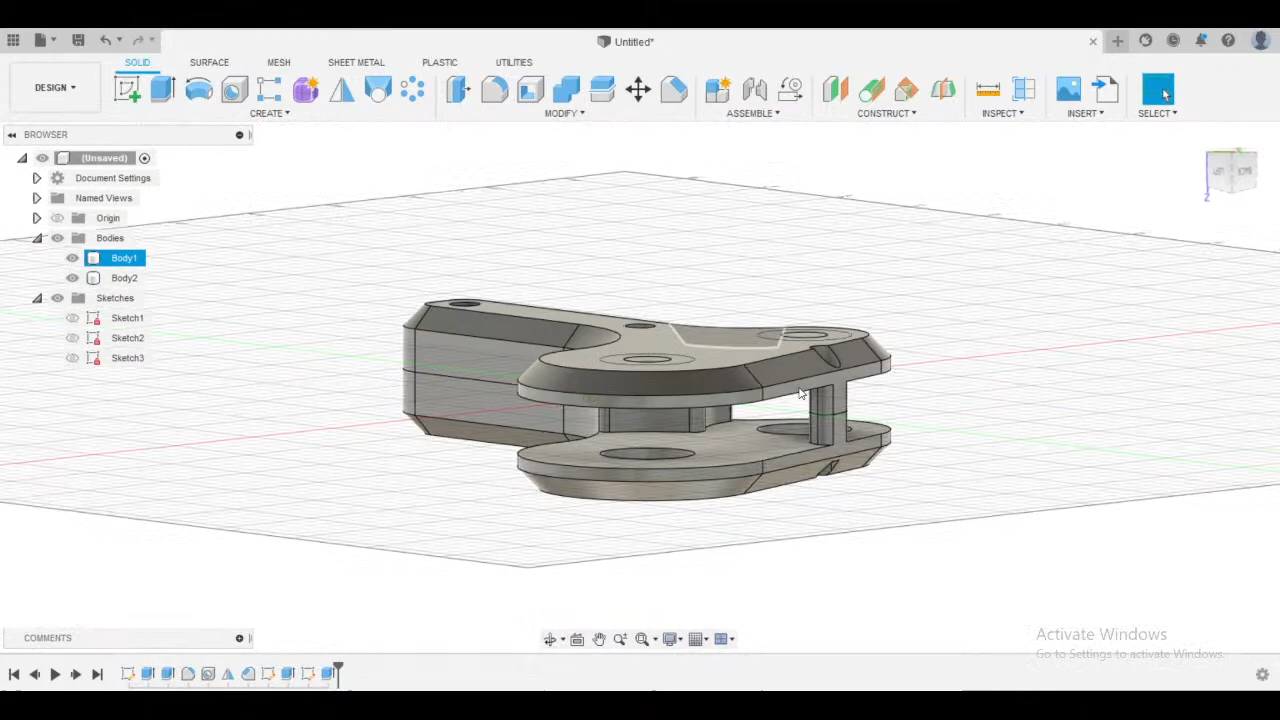 Untitled*
SOLID SURFACE MESH SHEET METAL PLASTIC UTILITIES
DESIGN ▾
CREATE ▾ MODIFY ▾ ASSEMBLE ▾ CONSTRUCT ▾ INSPECT ▾ INSERT ▾ SELECT ▾
BROWSER
(Unsaved)
Document Settings
Named Views
Origin
Bodies
Body1
Body2
Sketches
Sketch1
Sketch2
Sketch3
Z
COMMENTS
Activate Windows
Go to Settings to activate Windows.